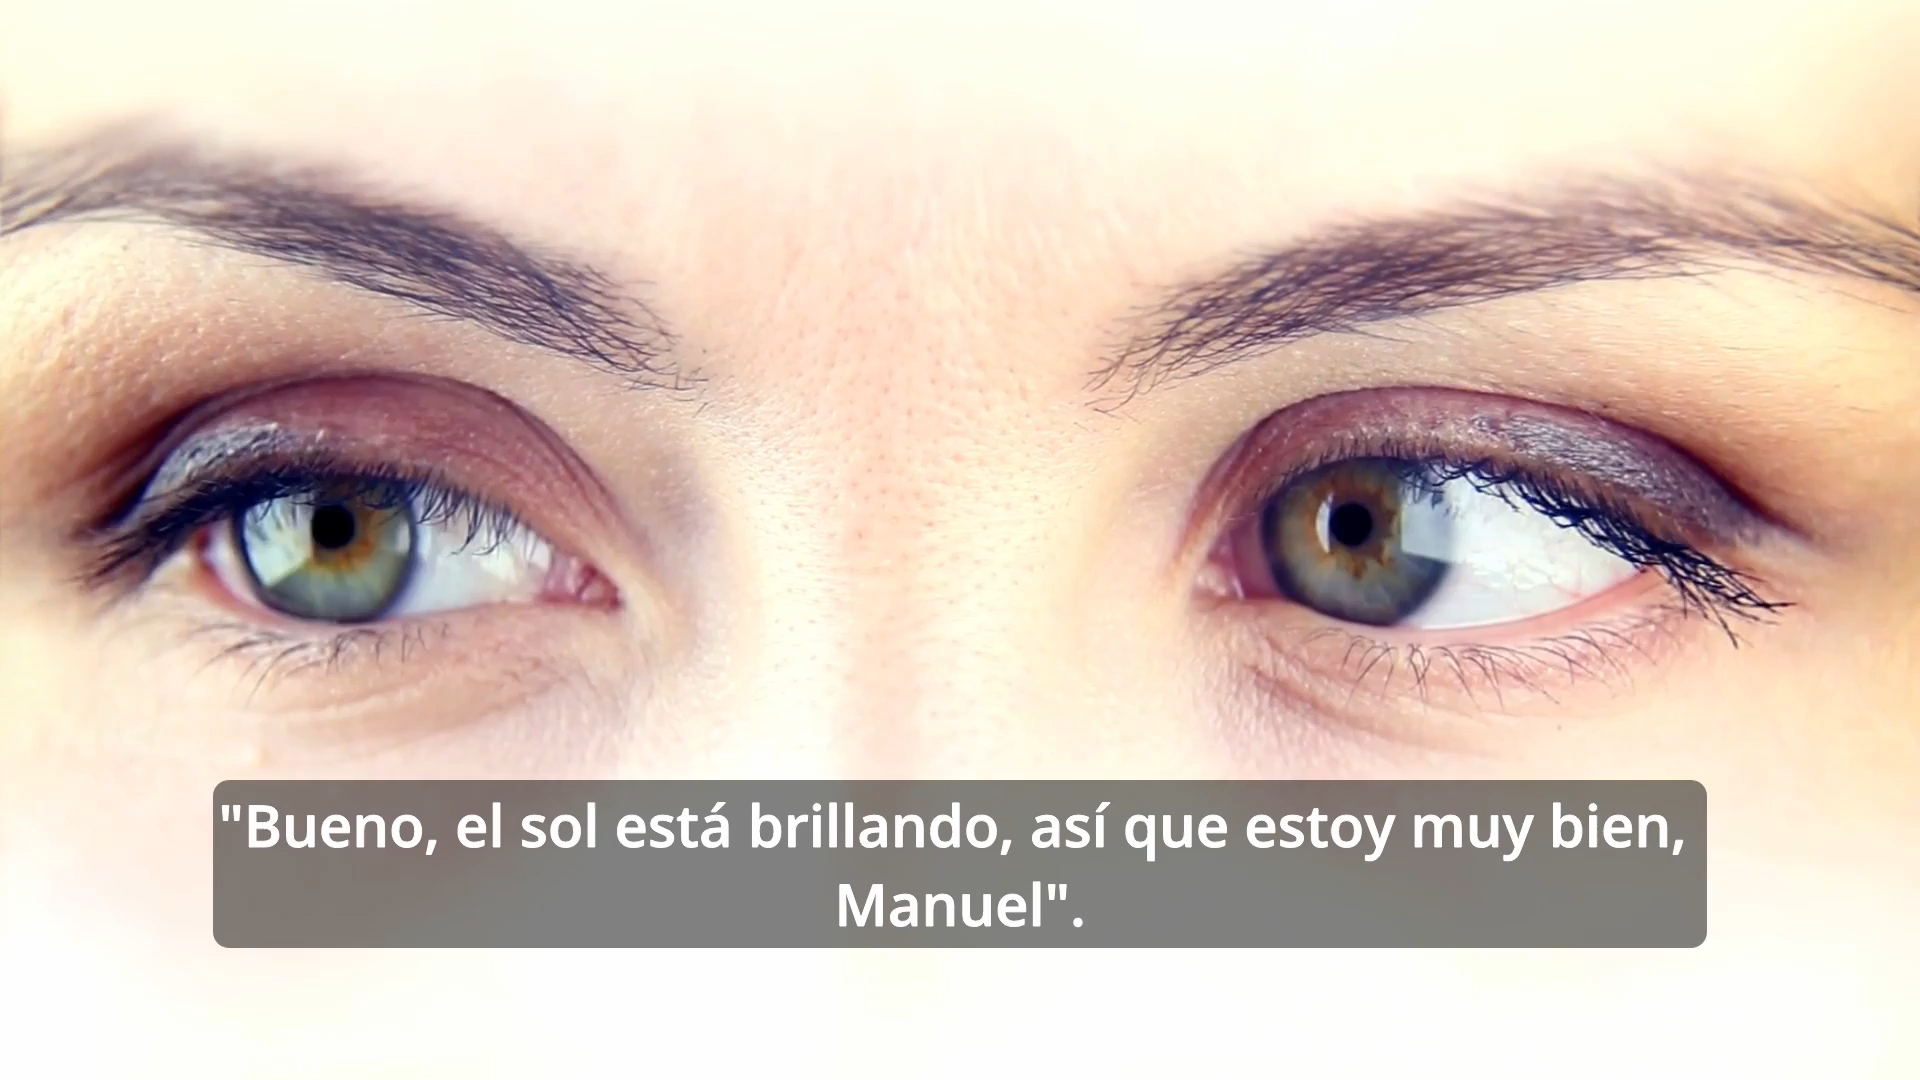 "Bueno, el sol está brillando, así que estoy muy bien,
Manuel".